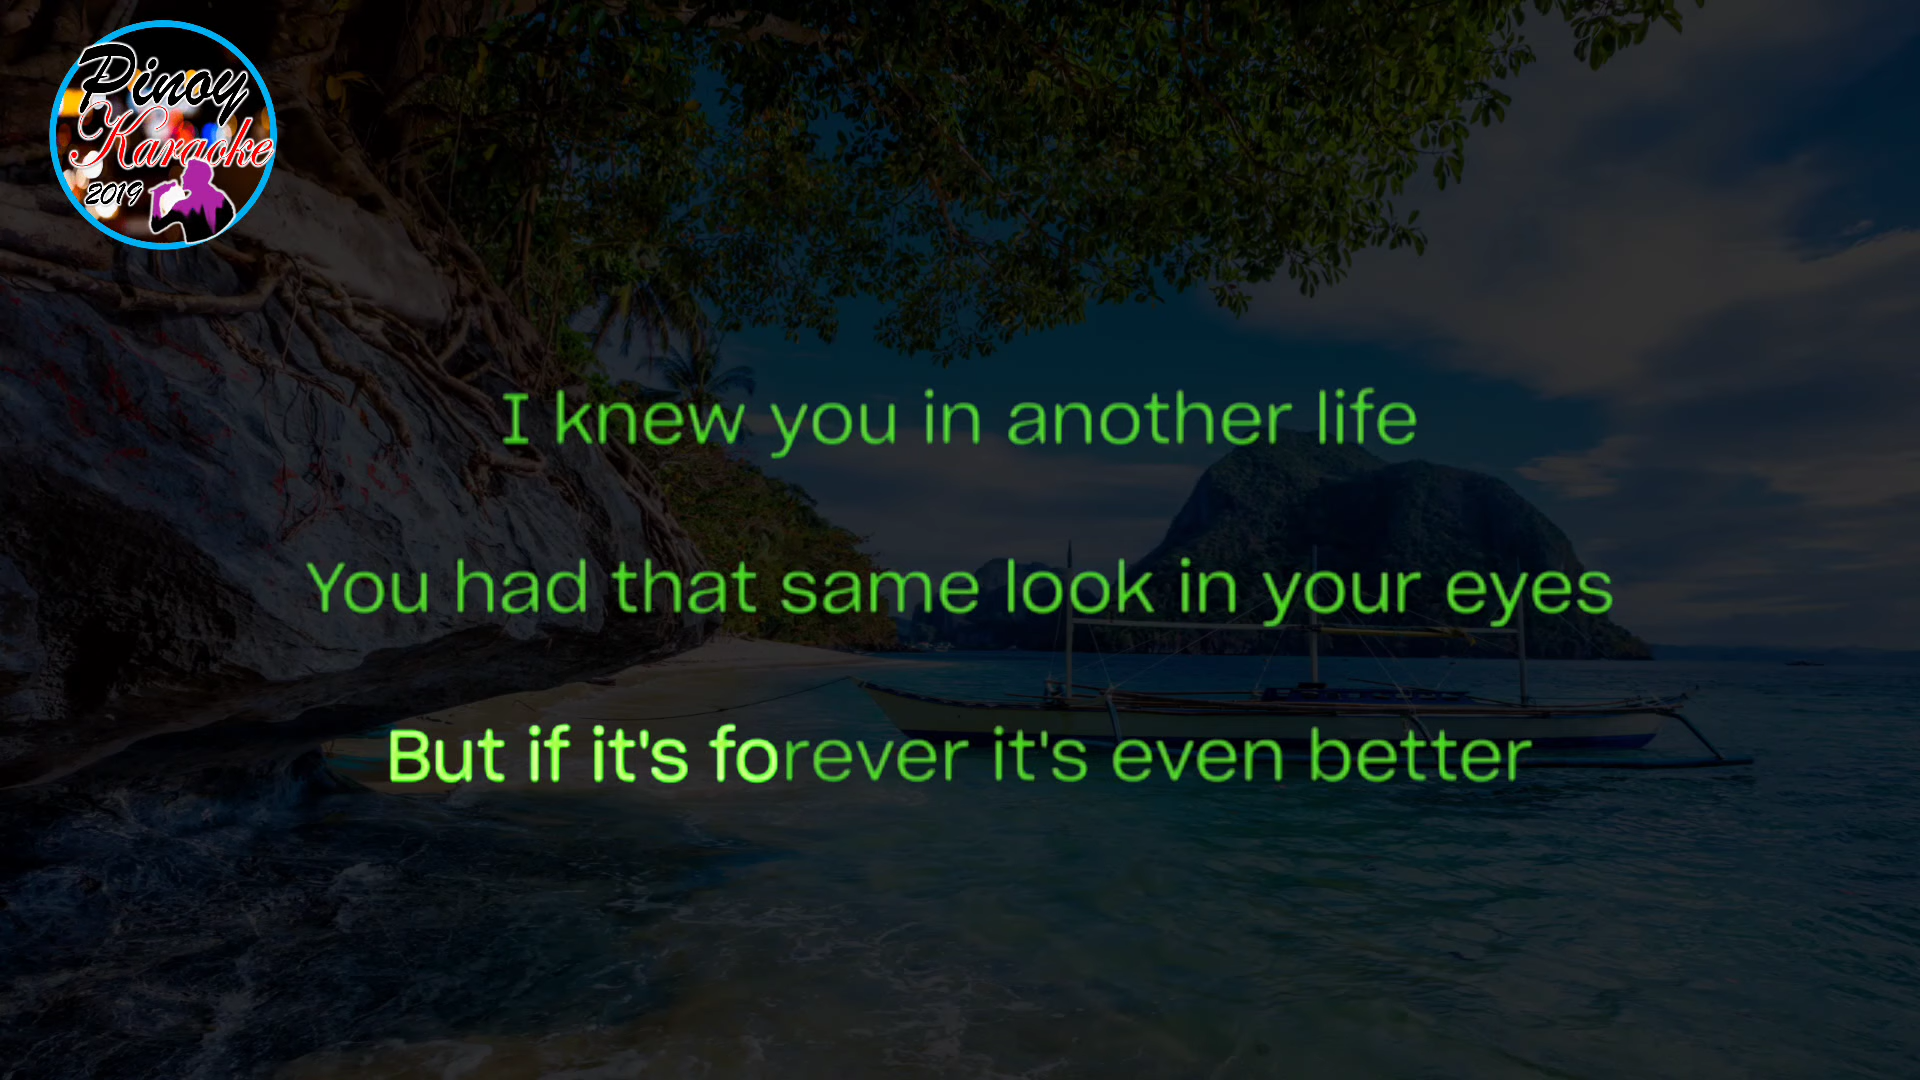 Pinoy
Karaoke
2019
I knew you in another life
You had that same look in your eyes
But if it's forever it's even better